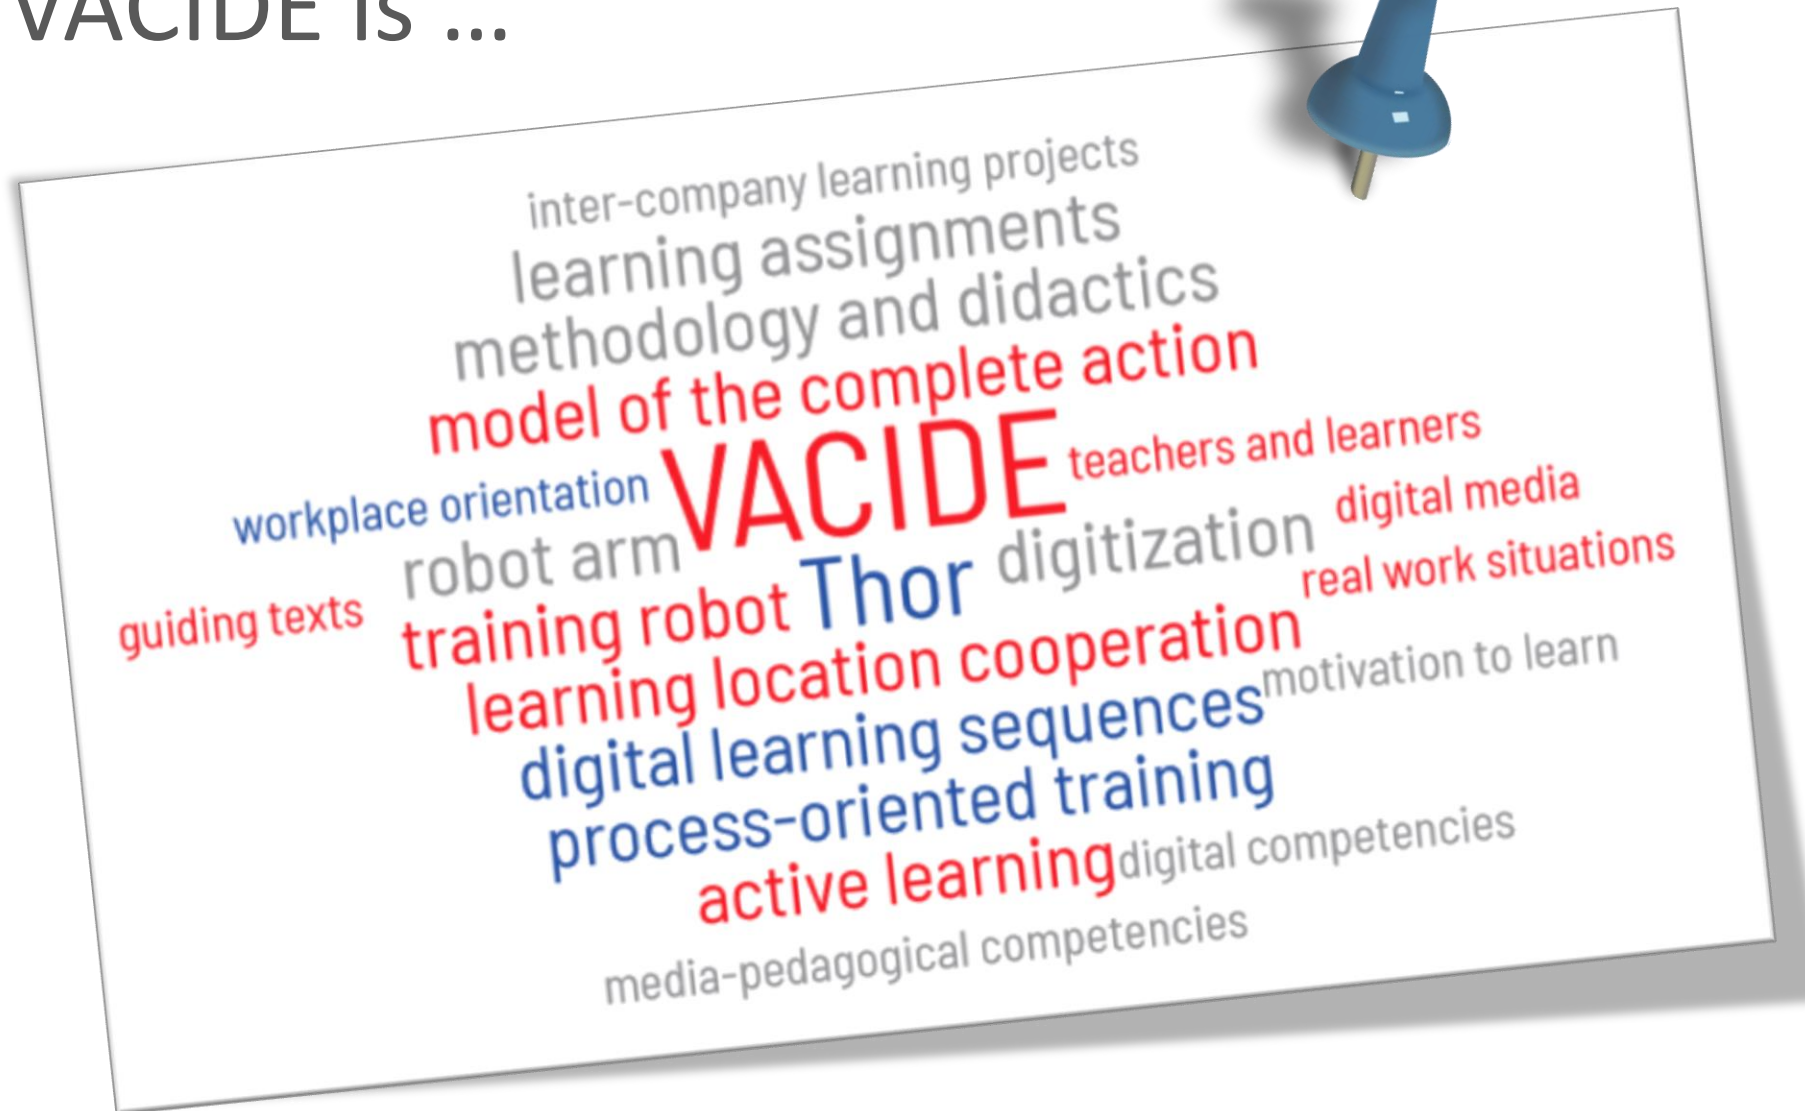 VACIDE is ...
inter-company learning projects
learning assignments
methodology and didactics
model of the complete action
VACIDE
teachers and learners
workplace orientation
digital media
robot arm
digitization
real work situations
Thor
guiding texts
training robot
learning location cooperation
motivation to learn
digital learning sequences
process-oriented training
active learning
digital competencies
media-pedagogical competencies